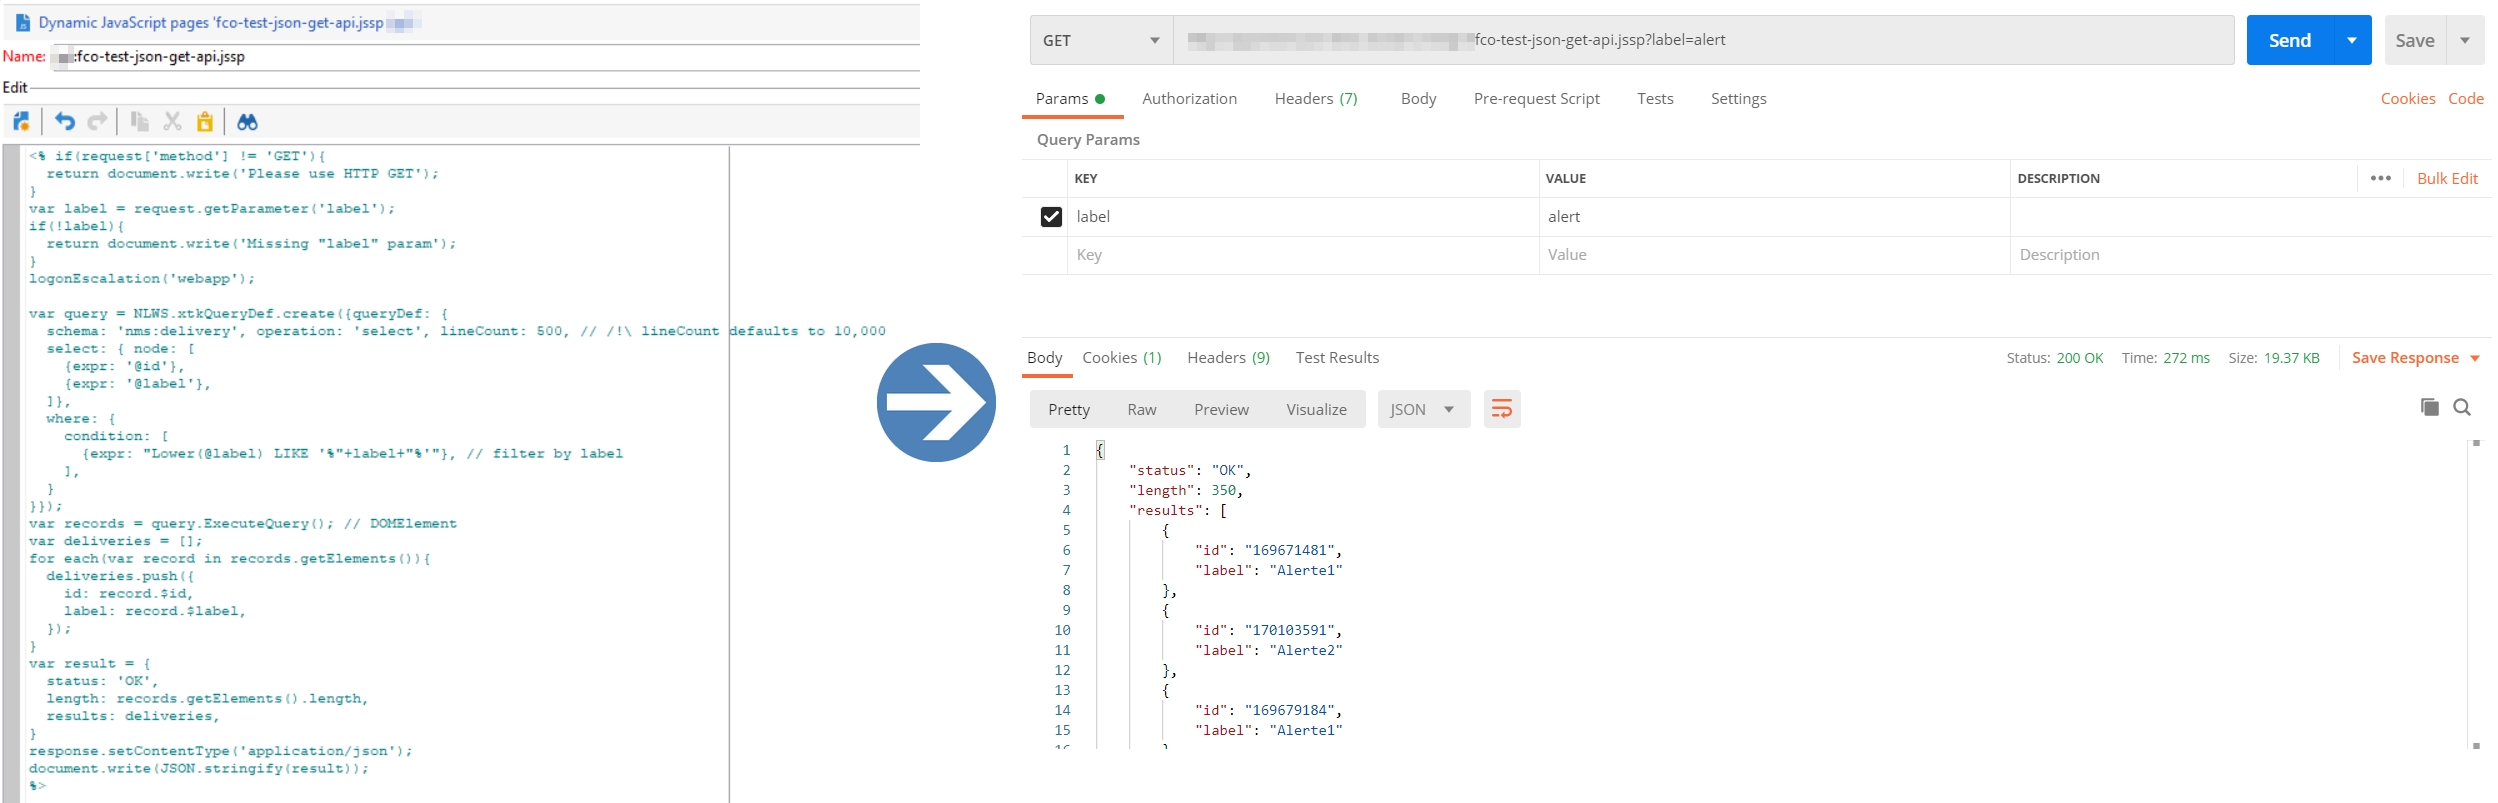 Dynamic JavaScript pages 'fco-test-json-get-api.jssp
Name: :fco-test-json-get-api.jssp
Edit
<% if(request['method'] != 'GET'){
  return document.write('Please use HTTP GET');
}
var label = request.getParameter('label');
if(!label){
  return document.write('Missing "label" param');
}
logonEscalation('webapp');
var query = NLWS.xtkQueryDef.create({queryDef: {
  schema: 'nms:delivery', operation: 'select', lineCount: 500, // /!\ lineCount defaults to 10,000
  select: { node: [
    {expr: '@id'},
    {expr: '@label'},
  ]},
  where: {
    condition: [
      {expr: "Lower(@label) LIKE '%"+label+"%'"}, // filter by label
    ],
  }
}});
var records = query.ExecuteQuery(); // DOMElement
var deliveries = [];
for each(var record in records.getElements()){
  deliveries.push({
    id: record.$id,
    label: record.$label,
  });
}
var result = {
  status: 'OK',
  length: records.getElements().length,
  results: deliveries,
}
response.setContentType('application/json');
document.write(JSON.stringify(result));
%>
GET fco-test-json-get-api.jssp?label=alert Send Save
Params Authorization Headers (7) Body Pre-request Script Tests Settings Cookies Code
Query Params
KEY VALUE DESCRIPTION ••• Bulk Edit
label alert
Key Value Description
Body Cookies (1) Headers (9) Test Results Status: 200 OK Time: 272 ms Size: 19.37 KB Save Response
Pretty Raw Preview Visualize JSON
1 {
2 "status": "OK",
3 "length": 350,
4 "results": [
5 {
6 "id": "169671481",
7 "label": "Alerte1"
8 },
9 {
10 "id": "170103591",
11 "label": "Alerte2"
12 },
13 {
14 "id": "169679184",
15 "label": "Alerte1"
16 }